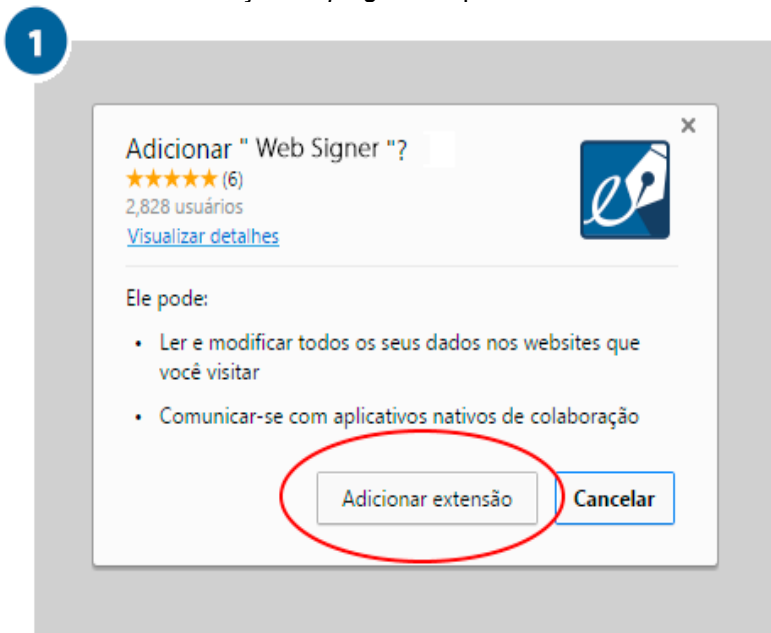 1
Adicionar " Web Signer "?
(6)
2,828 usuários
Visualizar detalhes
Ele pode:
• Ler e modificar todos os seus dados nos websites que
você visitar
• Comunicar-se com aplicativos nativos de colaboração
Adicionar extensão
Cancelar